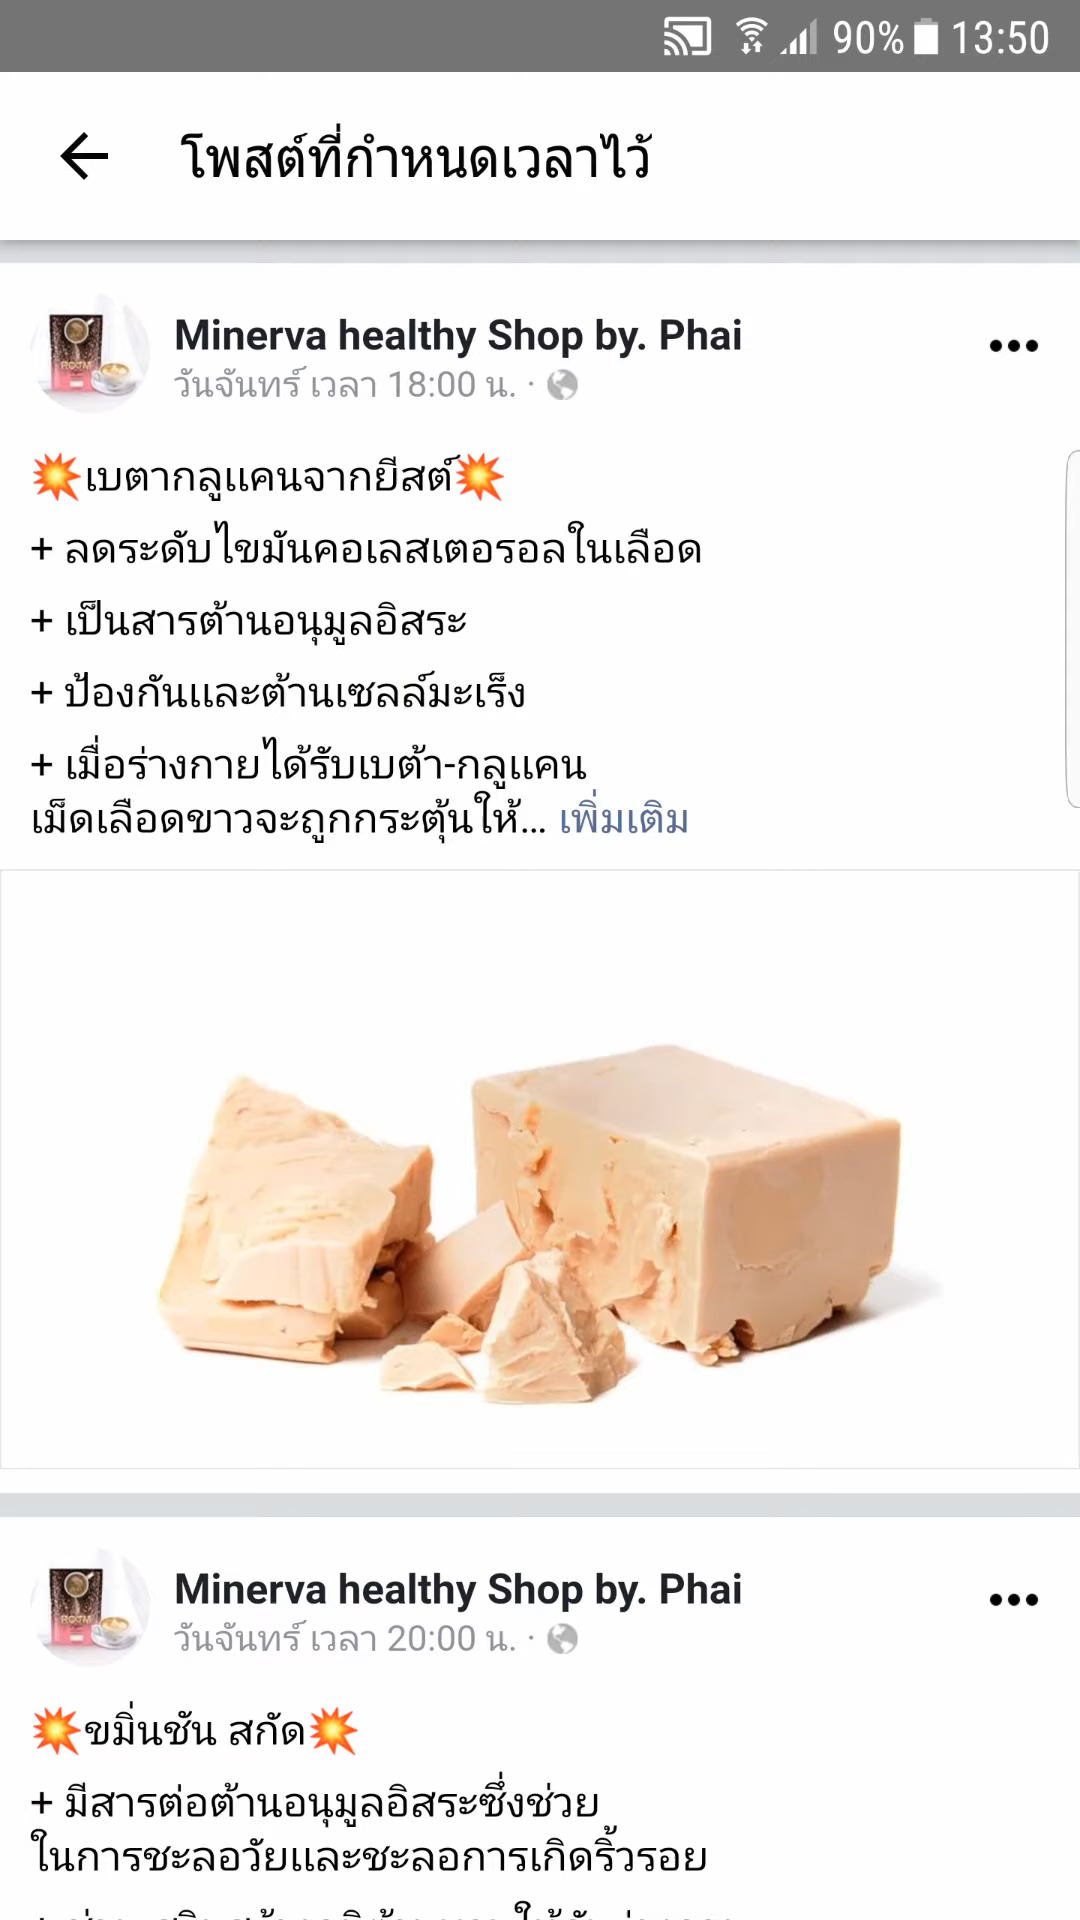 90% 13:50
โพสต์ที่กำหนดเวลาไว้
Minerva healthy Shop by. Phai
วันจันทร์ เวลา 18:00 น. ·
💥เบตากลูแคนจากยีสต์💥
+ ลดระดับไขมันคอเลสเตอรอลในเลือด
+ เป็นสารต้านอนุมูลอิสระ
+ ป้องกันและต้านเซลล์มะเร็ง
+ เมื่อร่างกายได้รับเบต้า-กลูแคน
เม็ดเลือดขาวจะถูกกระตุ้นให้... เพิ่มเติม
Minerva healthy Shop by. Phai
วันจันทร์ เวลา 20:00 น. ·
💥ขมิ่นชัน สกัด💥
+ มีสารต่อต้านอนุมูลอิสระซึ่งช่วย
ในการชะลอวัยและชะลอการเกิดริ้วรอย